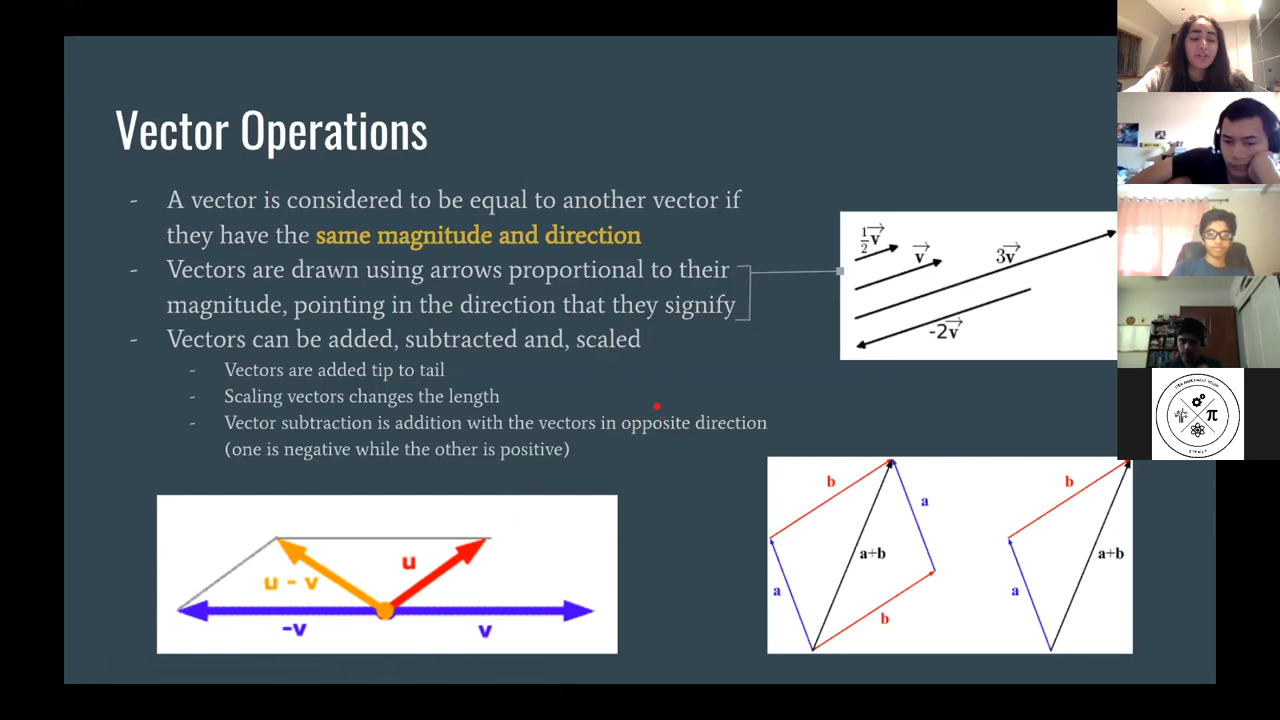 Vector Operations
- A vector is considered to be equal to another vector if
they have the same magnitude and direction
- Vectors are drawn using arrows proportional to their
magnitude, pointing in the direction that they signify
- Vectors can be added, subtracted and, scaled
- Vectors are added tip to tail
- Scaling vectors changes the length
- Vector subtraction is addition with the vectors in opposite direction
(one is negative while the other is positive)
½v⃗
v⃗
3v⃗
-2v⃗
u - v
u
-v
v
b
a
a+b
a
b
b
a+b
a
π